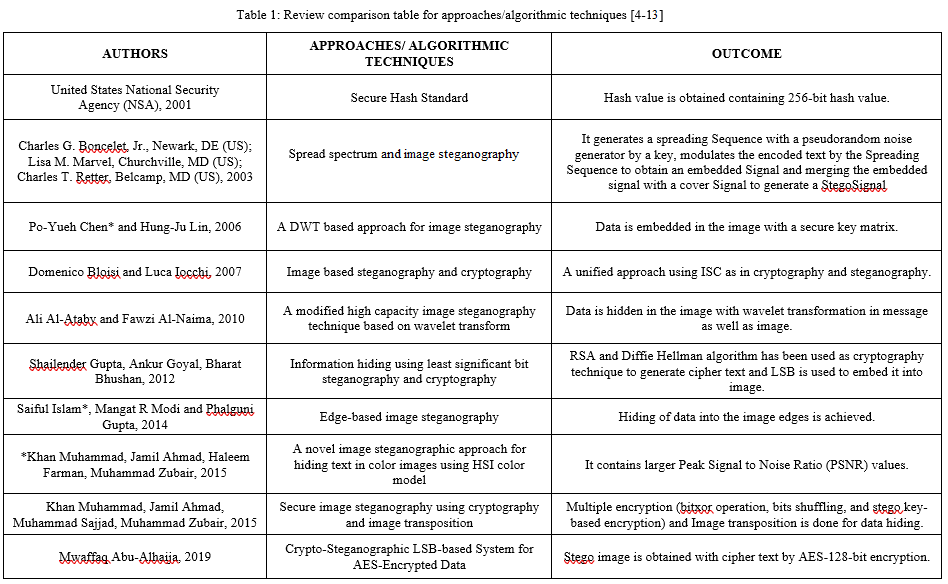 Table 1: Review comparison table for approaches/algorithmic techniques [4-13]
AUTHORS
APPROACHES/ ALGORITHMIC
TECHNIQUES
OUTCOME
United States National Security
Agency (NSA), 2001
Secure Hash Standard
Hash value is obtained containing 256-bit hash value.
Charles G. Boncelet, Jr., Newark, DE (US);
Lisa M. Marvel, Churchville, MD (US);
Charles T. Retter, Belcamp, MD (US), 2003
Spread spectrum and image steganography
It generates a spreading Sequence with a pseudorandom noise
generator by a key, modulates the encoded text by the Spreading
Sequence to obtain an embedded Signal and merging the embedded
signal with a cover Signal to generate a StegoSignal
Po-Yueh Chen* and Hung-Ju Lin, 2006
A DWT based approach for image steganography
Data is embedded in the image with a secure key matrix.
Domenico Bloisi and Luca Iocchi, 2007
Image based steganography and cryptography
A unified approach using ISC as in cryptography and steganography.
Ali Al-Ataby and Fawzi Al-Naima, 2010
A modified high capacity image steganography
technique based on wavelet transform
Data is hidden in the image with wavelet transformation in message
as well as image.
Shailender Gupta, Ankur Goyal, Bharat
Bhushan, 2012
Information hiding using least significant bit
steganography and cryptography
RSA and Diffie Hellman algorithm has been used as cryptography
technique to generate cipher text and LSB is used to embed it into
image.
Saiful Islam*, Mangat R Modi and Phalguni
Gupta, 2014
Edge-based image steganography
Hiding of data into the image edges is achieved.
*Khan Muhammad, Jamil Ahmad, Haleem
Farman, Muhammad Zubair, 2015
A novel image steganographic approach for
hiding text in color images using HSI color
model
It contains larger Peak Signal to Noise Ratio (PSNR) values.
Khan Muhammad, Jamil Ahmad,
Muhammad Sajjad, Muhammad Zubair, 2015
Secure image steganography using cryptography
and image transposition
Multiple encryption (bitxor operation, bits shuffling, and stego key-
based encryption) and Image transposition is done for data hiding.
Mwaffaq Abu-Alhaija, 2019
Crypto-Steganographic LSB-based System for
AES-Encrypted Data
Stego image is obtained with cipher text by AES-128-bit encryption.